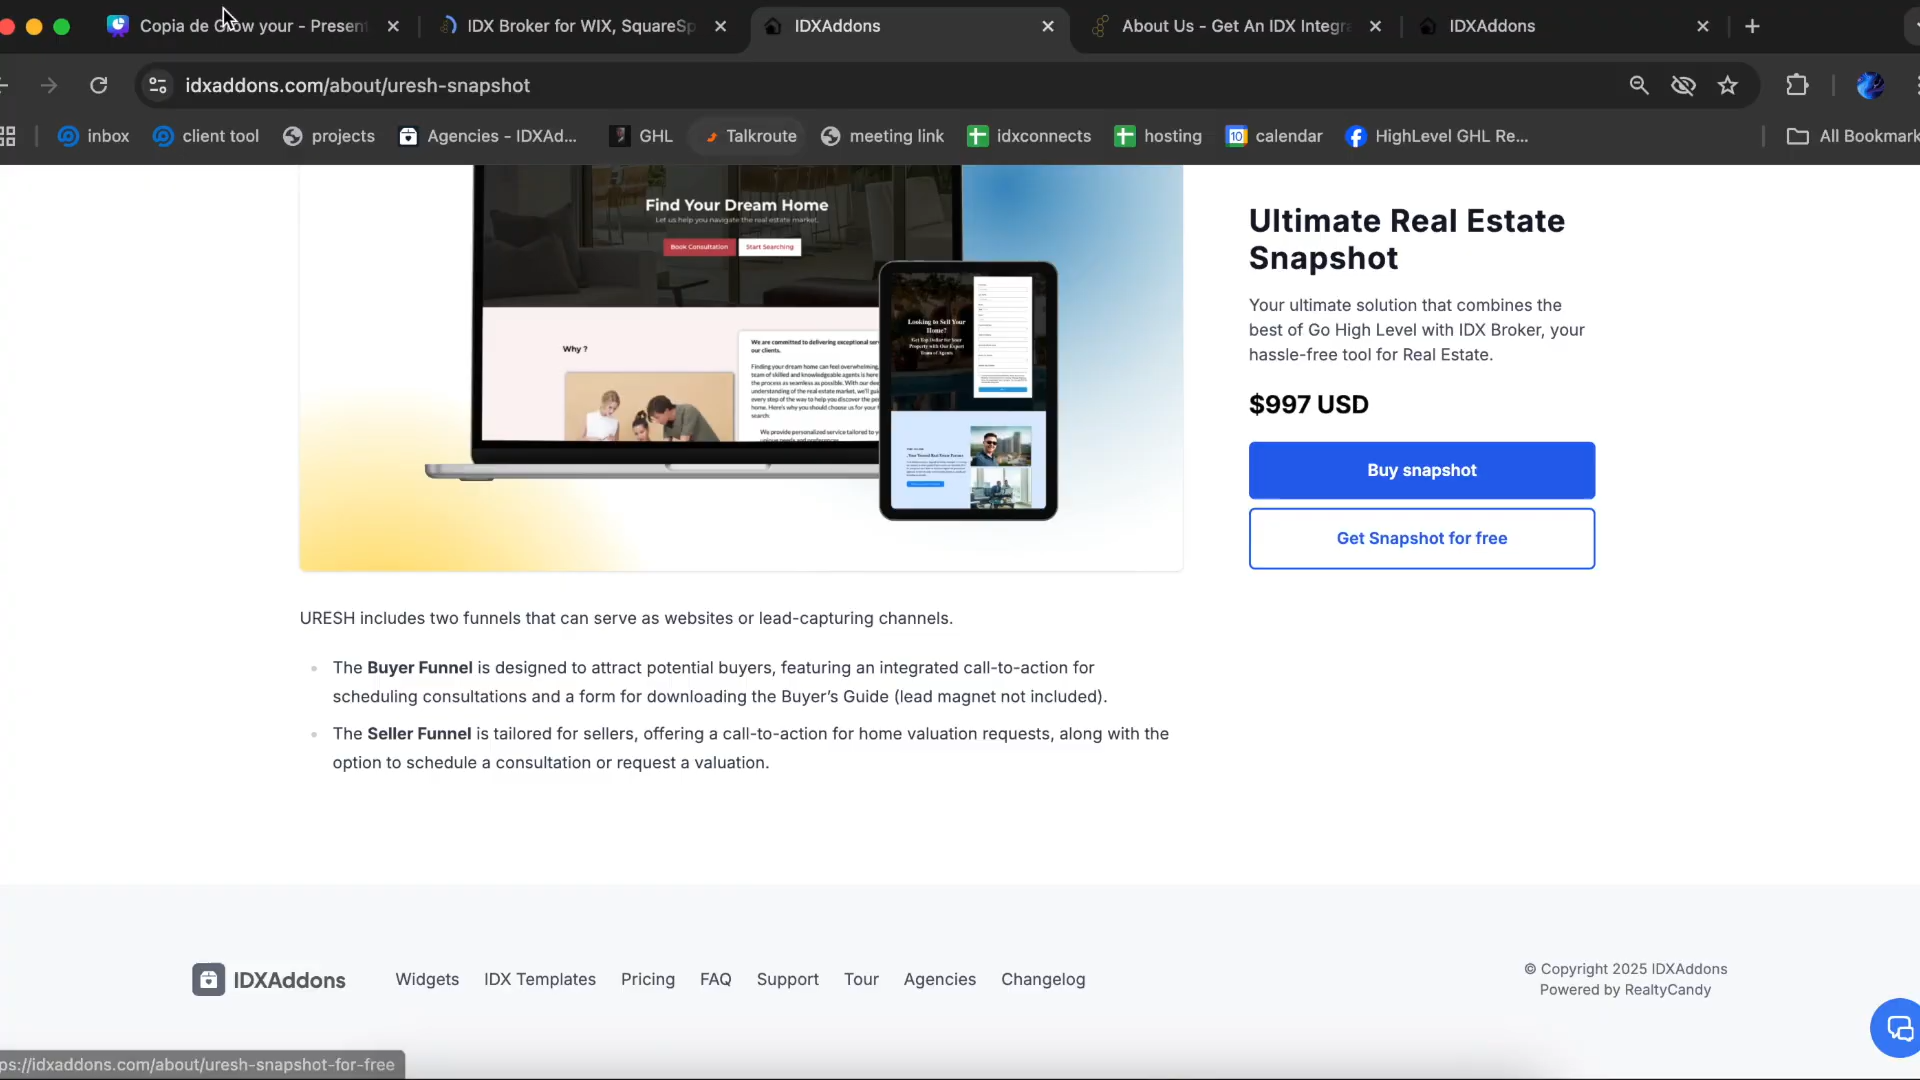 Copia de Grow your - Present
IDX Broker for WIX, SquareSp
IDXAddons
About Us - Get An IDX Integra
IDXAddons
idxaddons.com/about/uresh-snapshot
inbox
client tool
projects
Agencies - IDXAd...
GHL
Talkroute
meeting link
idxconnects
hosting
10
calendar
HighLevel GHL Re...
All Bookmark
Find Your Dream Home
Let us help you navigate the real estate market.
Book Consultation
Start Searching
Why ?
We are committed to delivering exceptional ser
our clients.
Finding your dream home can feel overwhelming,
team of skilled and knowledgeable agents is here
the process as seamless as possible. With our dee
understanding of the real estate market, we'll gui
every step of the way to help you discover the pe
home. Here's why you should choose us for your h
search:
We provide personalized service tailored to y
unique needs and preferences.
Looking to Sell Your
Home?
Get Top Dollar for Your
Property with Our Expert
Team of Agents
Ultimate Real Estate
Snapshot
Your ultimate solution that combines the
best of Go High Level with IDX Broker, your
hassle-free tool for Real Estate.
$997 USD
Buy snapshot
Get Snapshot for free
URESH includes two funnels that can serve as websites or lead-capturing channels.
The Buyer Funnel is designed to attract potential buyers, featuring an integrated call-to-action for
scheduling consultations and a form for downloading the Buyer's Guide (lead magnet not included).
The Seller Funnel is tailored for sellers, offering a call-to-action for home valuation requests, along with the
option to schedule a consultation or request a valuation.
IDXAddons
Widgets
IDX Templates
Pricing
FAQ
Support
Tour
Agencies
Changelog
© Copyright 2025 IDXAddons
Powered by RealtyCandy
ps://idxaddons.com/about/uresh-snapshot-for-free